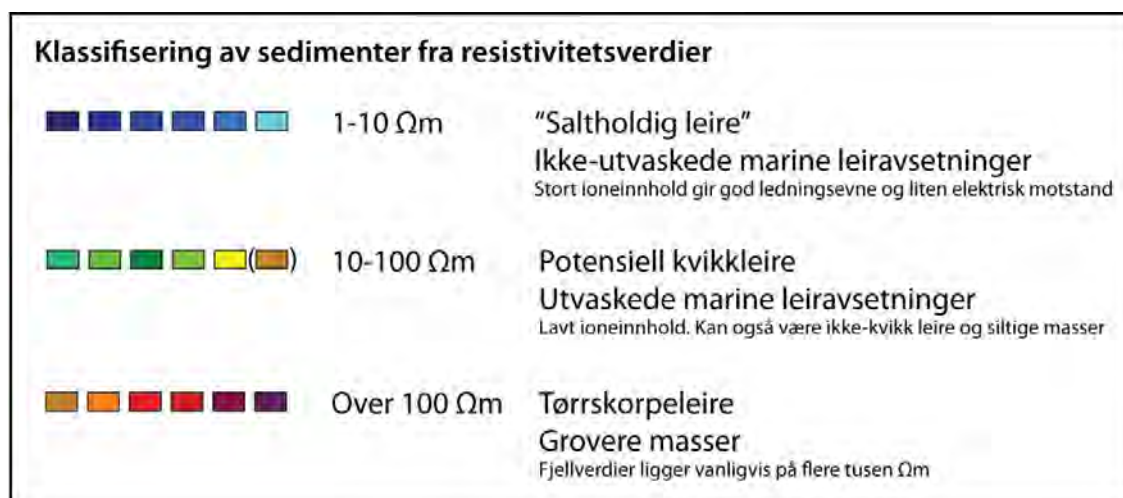 Klassifisering av sedimenter fra resistivitetsverdier
1-10 Ωm
"Saltholdig leire"
Ikke-utvaskede marine leiravsetninger
Stort ioneinnhold gir god ledningsevne og liten elektrisk motstand
( )
10-100 Ωm
Potensiell kvikkleire
Utvaskede marine leiravsetninger
Lavt ioneinnhold. Kan også være ikke-kvikk leire og siltige masser
Over 100 Ωm
Tørrskorpeleire
Grovere masser
Fjellverdier ligger vanligvis på flere tusen Ωm